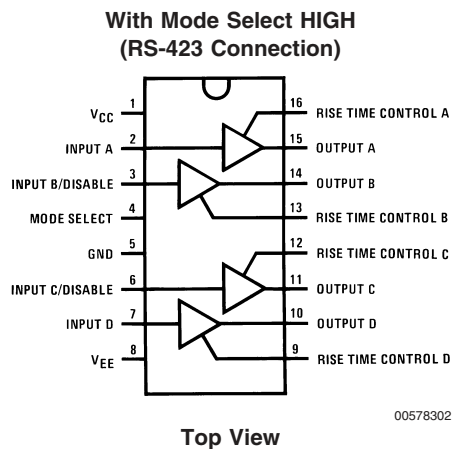 With Mode Select HIGH
(RS-423 Connection)
VCC 1
INPUT A 2
INPUT B/DISABLE 3
MODE SELECT 4
GND 5
INPUT C/DISABLE 6
INPUT D 7
VEE 8
16 RISE TIME CONTROL A
15 OUTPUT A
14 OUTPUT B
13 RISE TIME CONTROL B
12 RISE TIME CONTROL C
11 OUTPUT C
10 OUTPUT D
9 RISE TIME CONTROL D
00578302
Top View